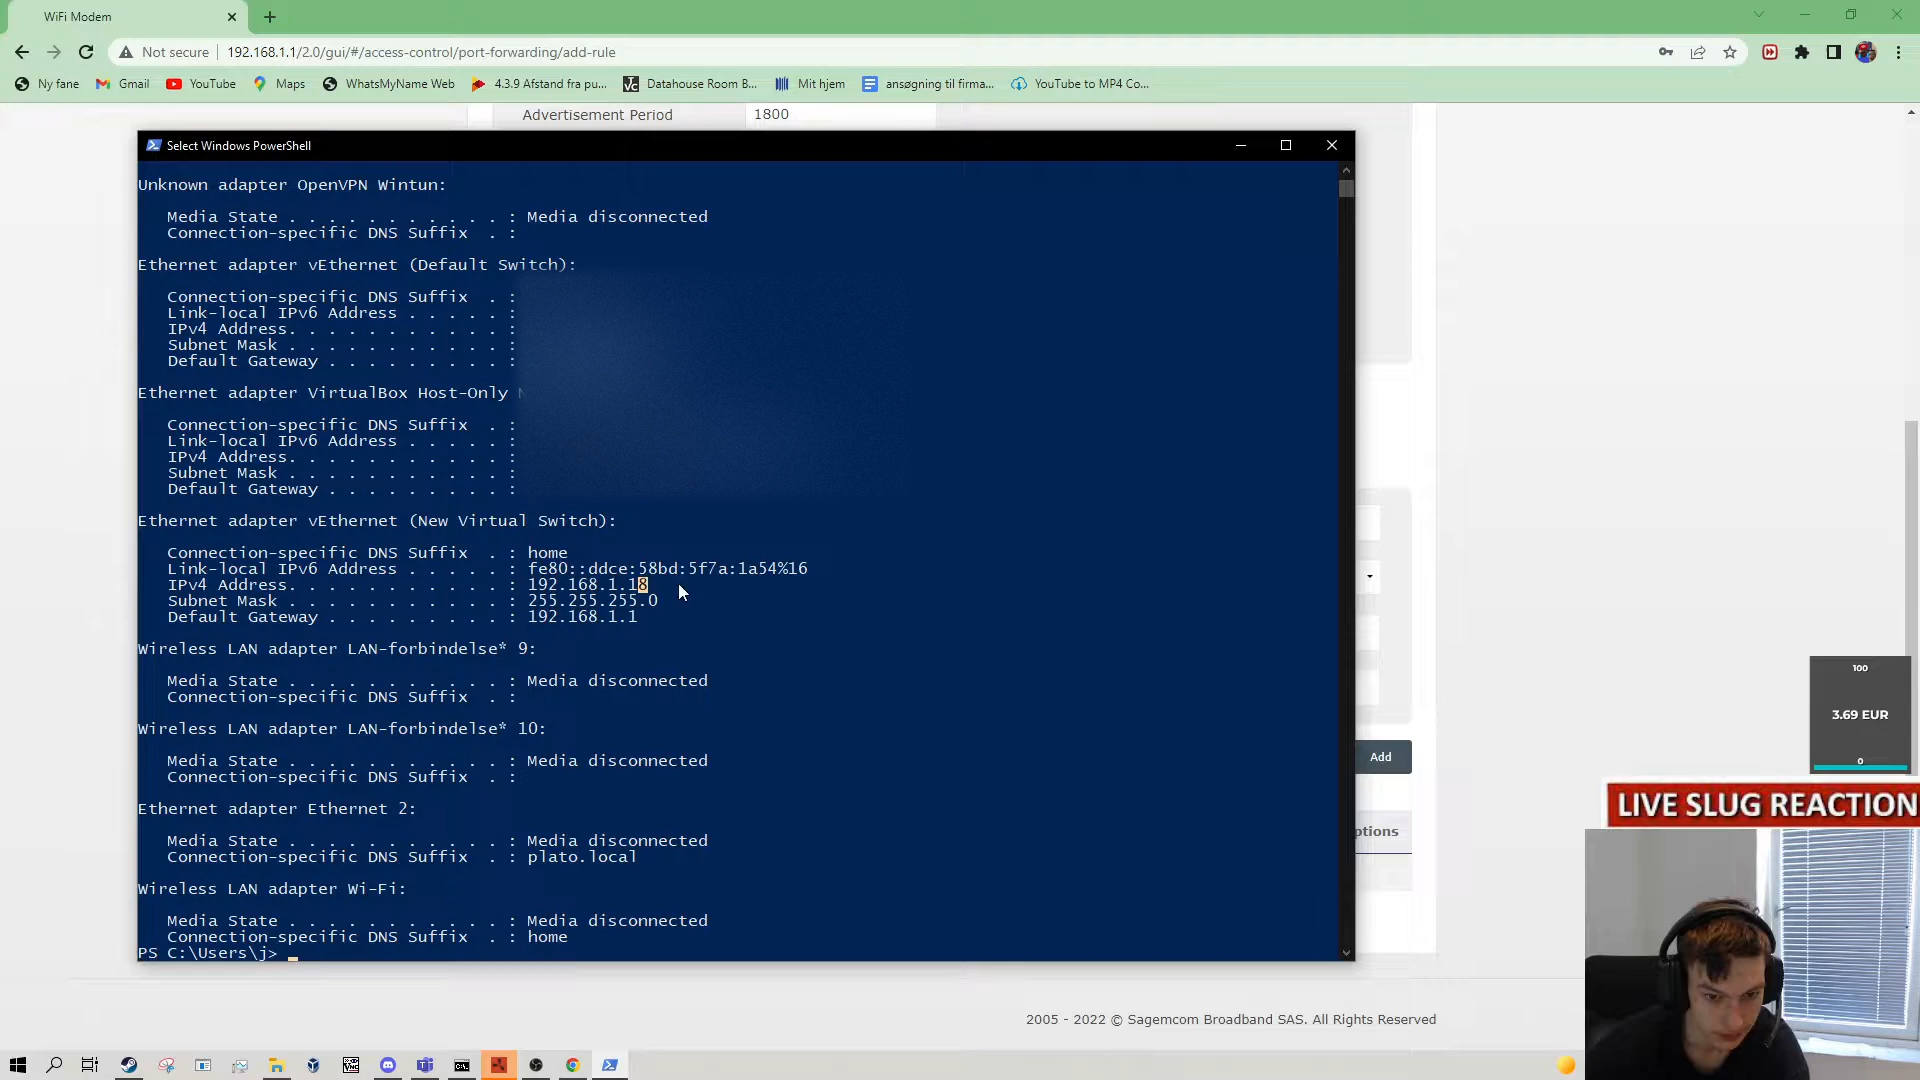 WiFi Modem
Not secure
192.168.1.1/2.0/gui/#/access-control/port-forwarding/add-rule
Ny fane
Gmail
YouTube
Maps
WhatsMyName Web
4.3.9 Afstand fra pu...
Datahouse Room B...
Mit hjem
ansøgning til firma...
YouTube to MP4 Co...
Advertisement Period
1800
Select Windows PowerShell
Unknown adapter OpenVPN Wintun:
Media State . . . . . . . . . . . : Media disconnected
Connection-specific DNS Suffix  . :
Ethernet adapter vEthernet (Default Switch):
Connection-specific DNS Suffix  . :
Link-local IPv6 Address . . . . . :
IPv4 Address. . . . . . . . . . . :
Subnet Mask . . . . . . . . . . . :
Default Gateway . . . . . . . . . :
Ethernet adapter VirtualBox Host-Only
Connection-specific DNS Suffix  . :
Link-local IPv6 Address . . . . . :
IPv4 Address. . . . . . . . . . . :
Subnet Mask . . . . . . . . . . . :
Default Gateway . . . . . . . . . :
Ethernet adapter vEthernet (New Virtual Switch):
Connection-specific DNS Suffix  . : home
Link-local IPv6 Address . . . . . : fe80::ddce:58bd:5f7a:1a54%16
IPv4 Address. . . . . . . . . . . : 192.168.1.18
Subnet Mask . . . . . . . . . . . : 255.255.255.0
Default Gateway . . . . . . . . . : 192.168.1.1
Wireless LAN adapter LAN-forbindelse* 9:
Media State . . . . . . . . . . . : Media disconnected
Connection-specific DNS Suffix  . :
Wireless LAN adapter LAN-forbindelse* 10:
Media State . . . . . . . . . . . : Media disconnected
Connection-specific DNS Suffix  . :
Ethernet adapter Ethernet 2:
Media State . . . . . . . . . . . : Media disconnected
Connection-specific DNS Suffix  . : plato.local
Wireless LAN adapter Wi-Fi:
Media State . . . . . . . . . . . : Media disconnected
Connection-specific DNS Suffix  . : home
PS C:\Users\j>
Add
ptions
100
3.69 EUR
0
LIVE SLUG REACTION
2005 - 2022 © Sagemcom Broadband SAS. All Rights Reserved